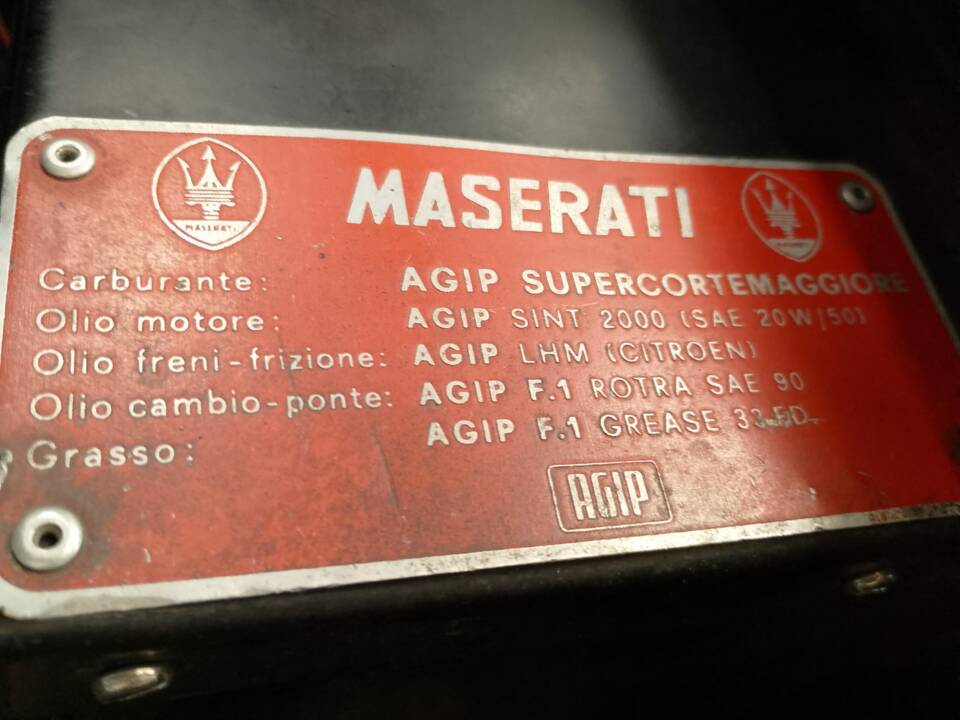 MASERATI
MASERATI
Carburante: AGIP SUPERCORTEMAGGIORE
Olio motore: AGIP SINT 2000 (SAE 20W/50)
Olio freni-frizione: AGIP LHM (CITROEN)
Olio cambio-ponte: AGIP F.1 ROTRA SAE 90
Grasso: AGIP F.1 GREASE
AGIP